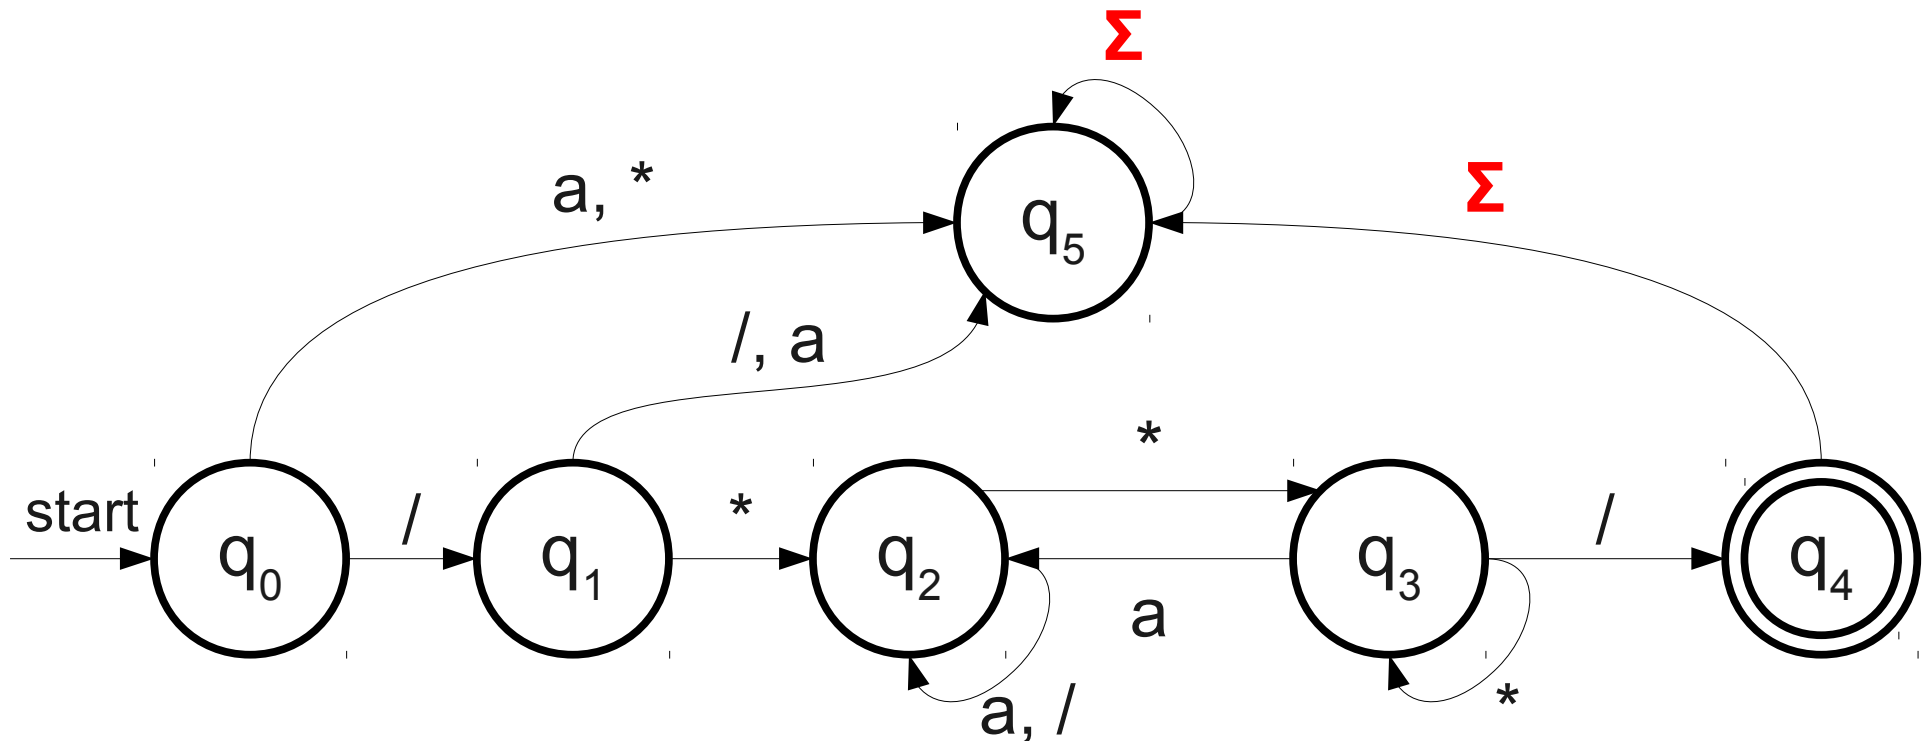 Σ
a, *
Σ
q5
/, a
*
start
/
*
/
q0
q1
q2
q3
q4
a
a, /
*